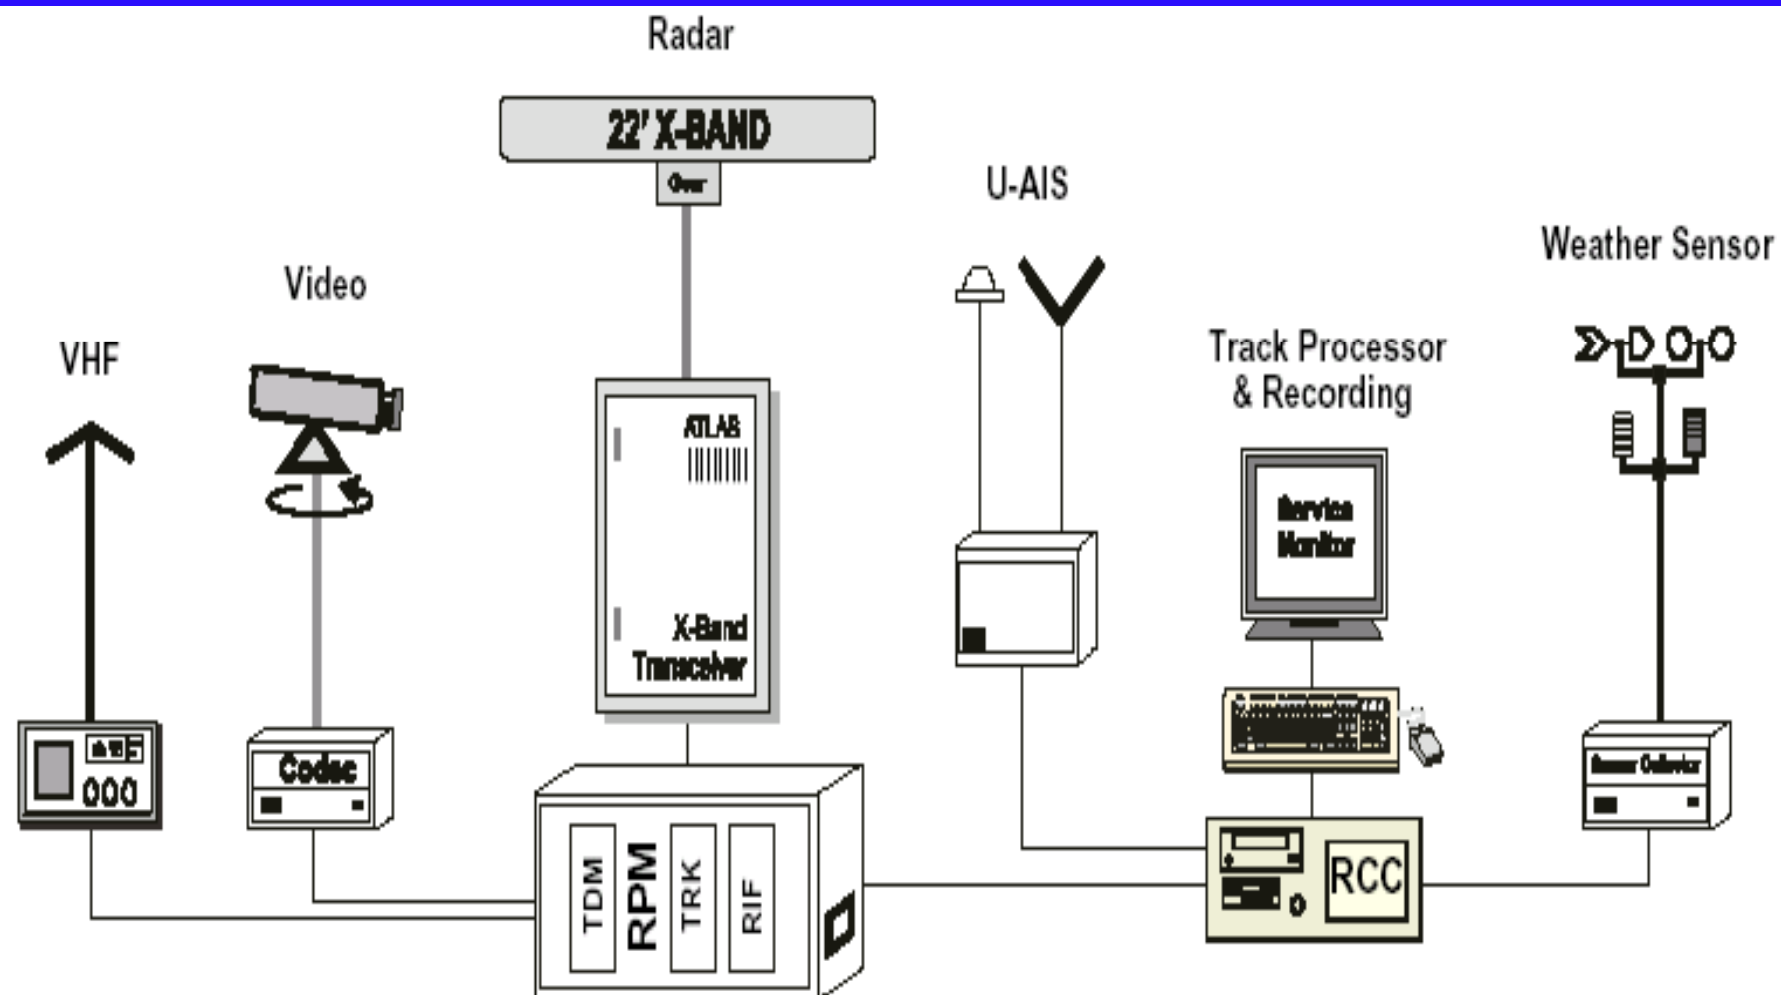 Radar
22' X-BAND
U-AIS
Weather Sensor
Video
VHF
Track Processor
& Recording
ATLAS
Service
Monitor
X-Band
Transceiver
Codec
TDM
RPM
TRK
RIF
RCC